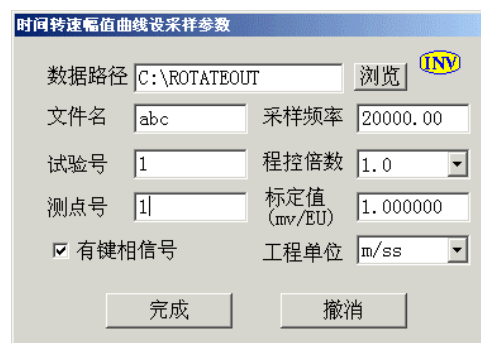 时间转速幅值曲线设采样参数
INV
数据路径 C:\ROTATEOUT 浏览
文件名 abc 采样频率 20000.00
试验号 1 程控倍数 1.0
测点号 1 标定值 (mv/EU) 1.000000
有键相信号 工程单位 m/ss
完成 撤消